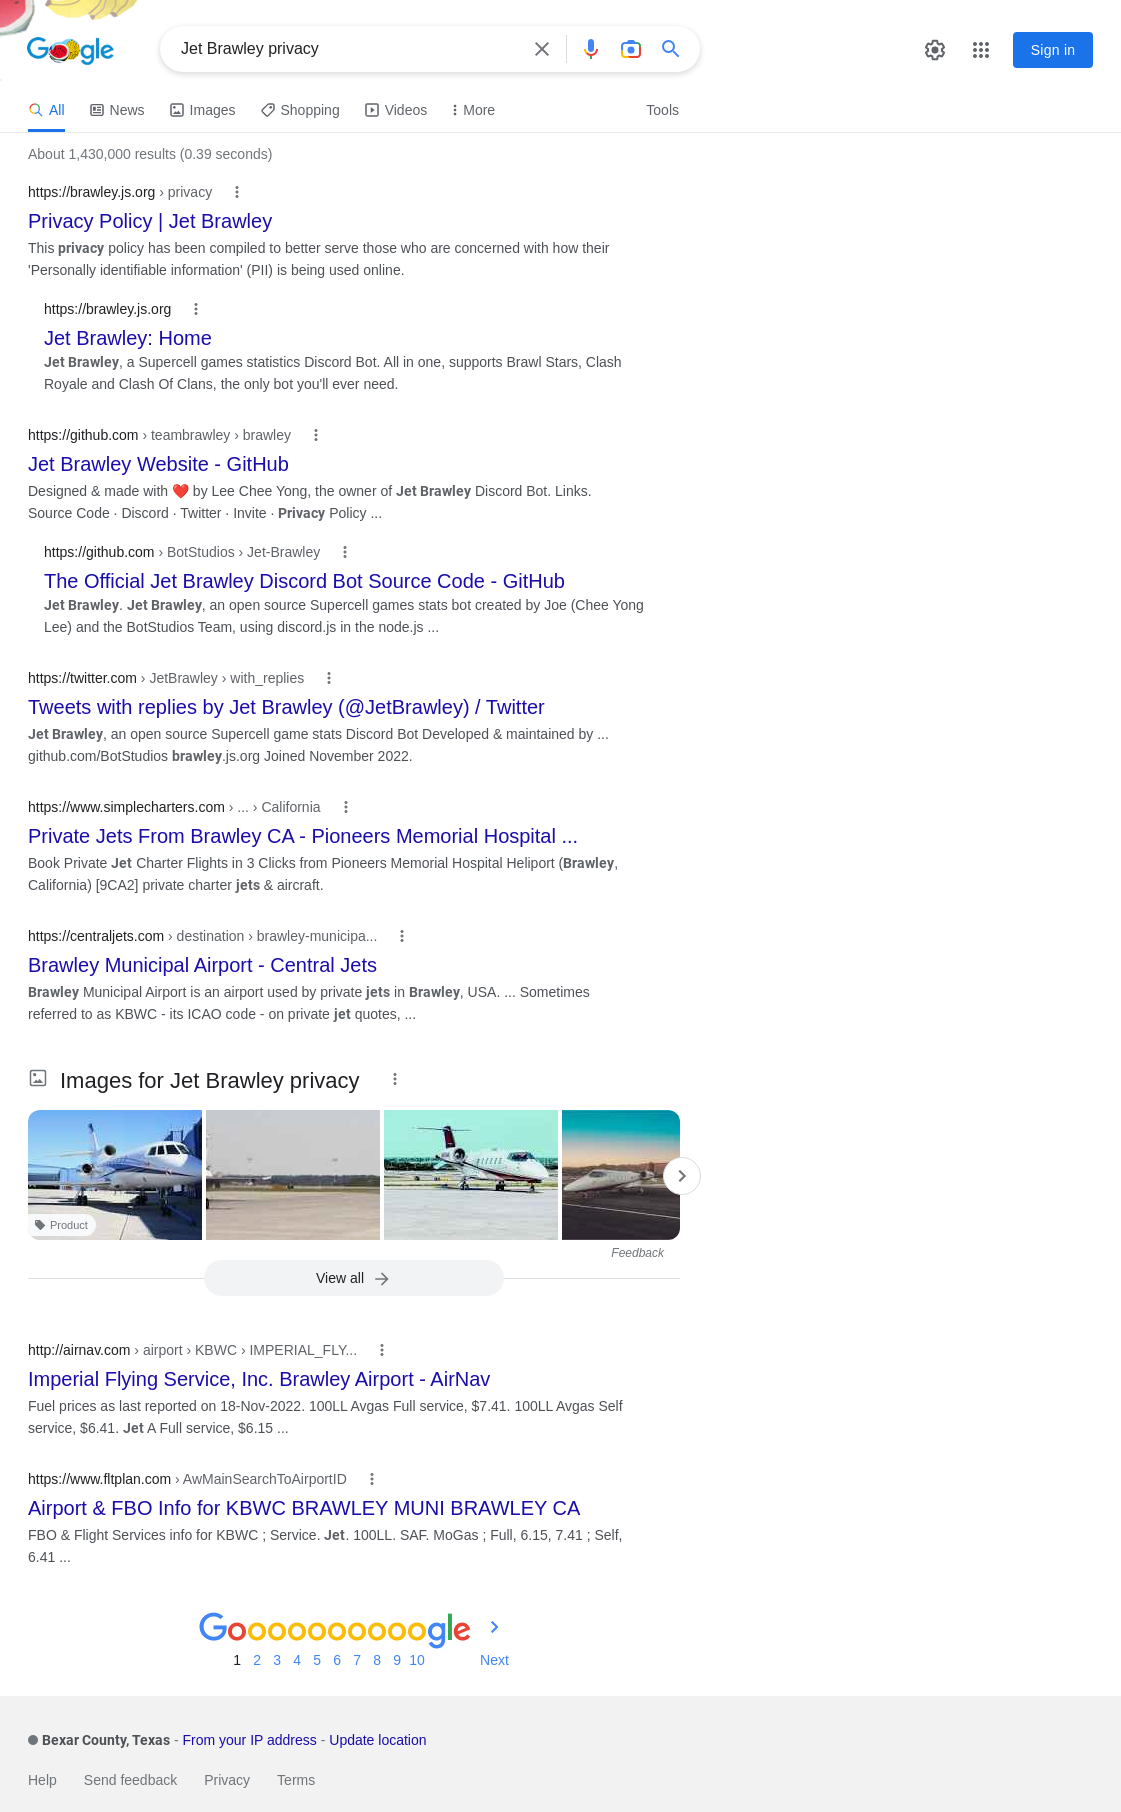 Google
Jet Brawley privacy
Sign in
All
News
Images
Shopping
Videos
More
Tools
About 1,430,000 results (0.39 seconds)
https://brawley.js.org › privacy
Privacy Policy | Jet Brawley
This privacy policy has been compiled to better serve those who are concerned with how their
'Personally identifiable information' (PII) is being used online.
https://brawley.js.org
Jet Brawley: Home
Jet Brawley, a Supercell games statistics Discord Bot. All in one, supports Brawl Stars, Clash
Royale and Clash Of Clans, the only bot you'll ever need.
https://github.com › teambrawley › brawley
Jet Brawley Website - GitHub
Designed & made with ❤️ by Lee Chee Yong, the owner of Jet Brawley Discord Bot. Links.
Source Code · Discord · Twitter · Invite · Privacy Policy ...
https://github.com › BotStudios › Jet-Brawley
The Official Jet Brawley Discord Bot Source Code - GitHub
Jet Brawley. Jet Brawley, an open source Supercell games stats bot created by Joe (Chee Yong
Lee) and the BotStudios Team, using discord.js in the node.js ...
https://twitter.com › JetBrawley › with_replies
Tweets with replies by Jet Brawley (@JetBrawley) / Twitter
Jet Brawley, an open source Supercell game stats Discord Bot Developed & maintained by ...
github.com/BotStudios brawley.js.org Joined November 2022.
https://www.simplecharters.com › ... › California
Private Jets From Brawley CA - Pioneers Memorial Hospital ...
Book Private Jet Charter Flights in 3 Clicks from Pioneers Memorial Hospital Heliport (Brawley,
California) [9CA2] private charter jets & aircraft.
https://centraljets.com › destination › brawley-municipa...
Brawley Municipal Airport - Central Jets
Brawley Municipal Airport is an airport used by private jets in Brawley, USA. ... Sometimes
referred to as KBWC - its ICAO code - on private jet quotes, ...
Images for Jet Brawley privacy
Product
Feedback
View all
http://airnav.com › airport › KBWC › IMPERIAL_FLY...
Imperial Flying Service, Inc. Brawley Airport - AirNav
Fuel prices as last reported on 18-Nov-2022. 100LL Avgas Full service, $7.41. 100LL Avgas Self
service, $6.41. Jet A Full service, $6.15 ...
https://www.fltplan.com › AwMainSearchToAirportID
Airport & FBO Info for KBWC BRAWLEY MUNI BRAWLEY CA
FBO & Flight Services info for KBWC ; Service. Jet. 100LL. SAF. MoGas ; Full, 6.15, 7.41 ; Self,
6.41 ...
Goooooooooogle
1 2 3 4 5 6 7 8 9 10 Next
Bexar County, Texas - From your IP address - Update location
Help Send feedback Privacy Terms